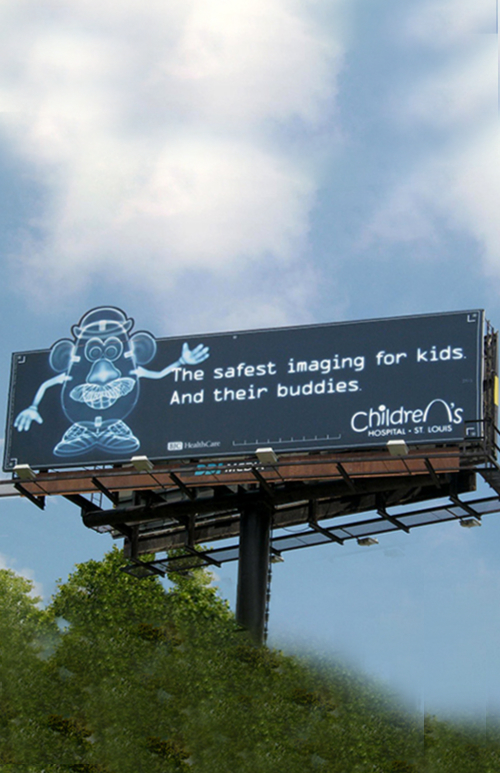 The safest imaging for kids.
And their buddies.
Children's
HOSPITAL • ST. LOUIS
BJC HealthCare